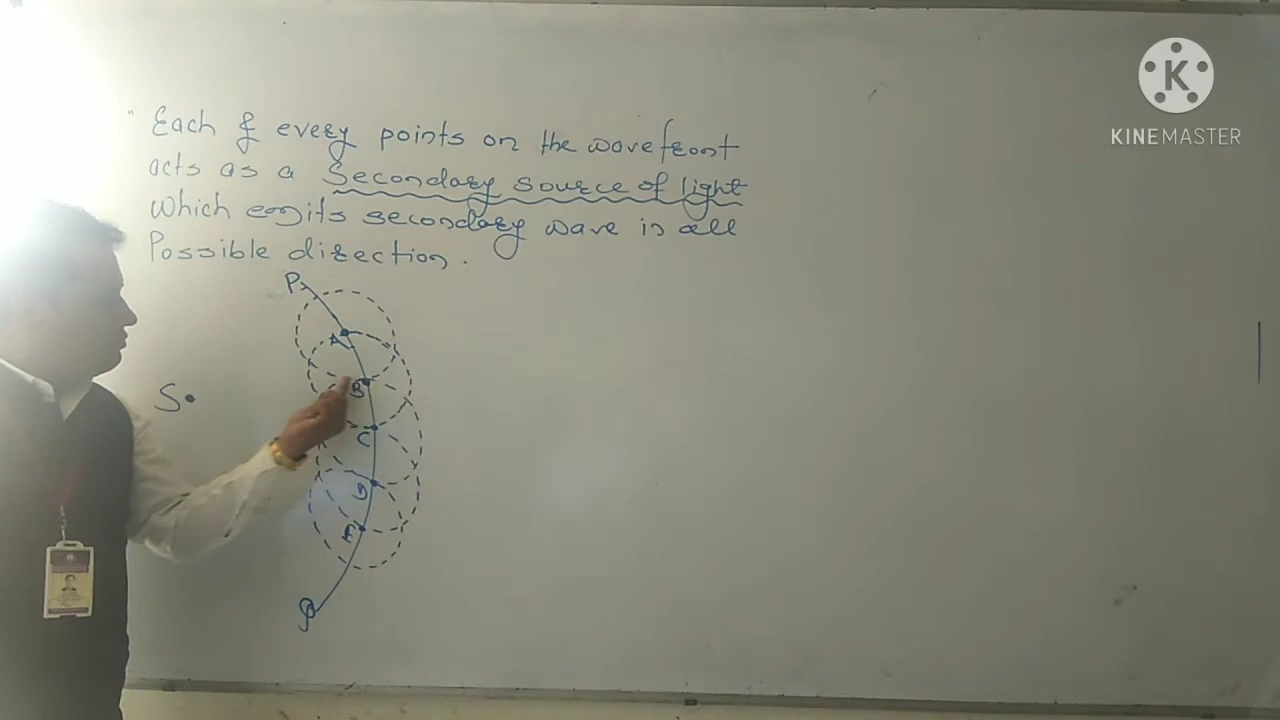 K
KINEMASTER
" Each & every points on the wavefront
acts as a Secondary source of light
which emits secondary wave in all
Possible direction.
P
A
B
S
C
D
E
Q